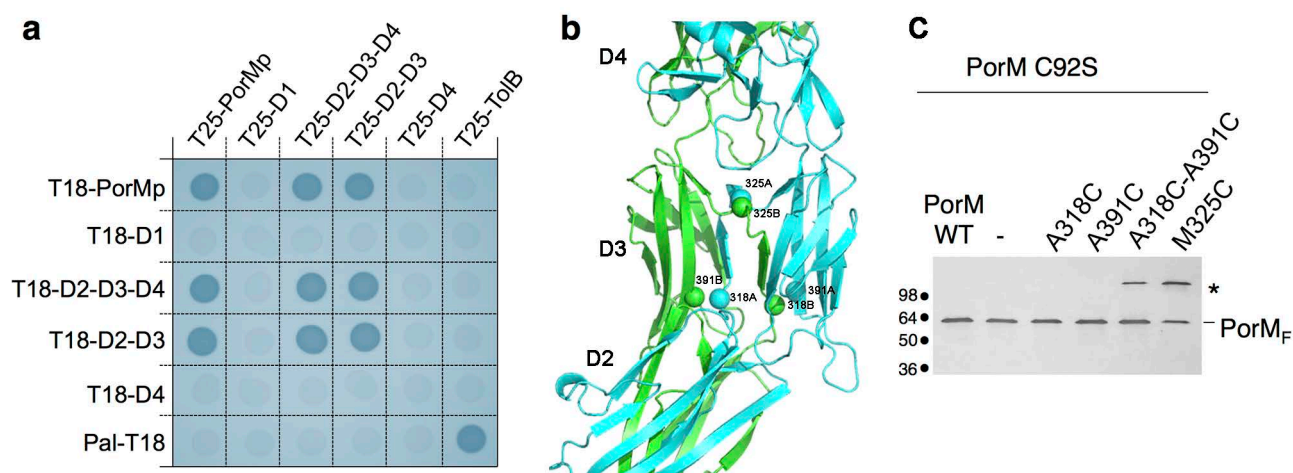 a
T25-PorMp
T25-D1
T25-D2-D3-D4
T25-D2-D3
T25-D4
T25-TolB
T18-PorMp
T18-D1
T18-D2-D3-D4
T18-D2-D3
T18-D4
Pal-T18
b
D4
325A
325B
D3
391B
318A
391A
318B
D2
c
PorM C92S
PorM
WT
-
A318C
A391C
A318C-A391C
M325C
98
64
50
36
*
PorMF